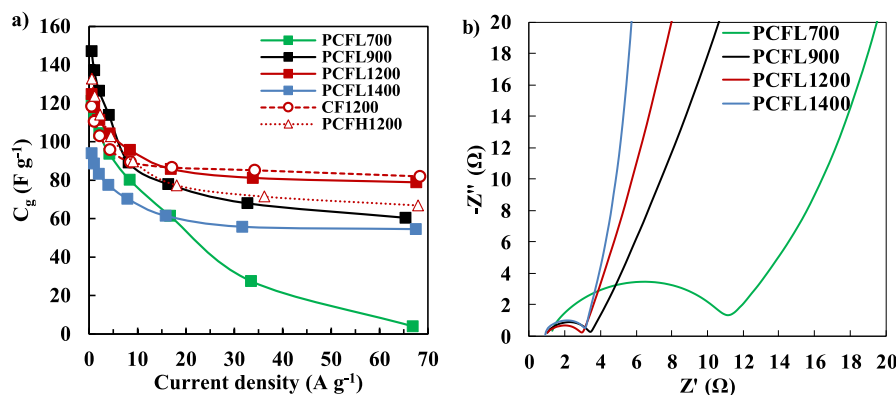 a)
160
140
120
100
80
60
40
20
0
C_g (F g⁻¹)
PCFL700
PCFL900
PCFL1200
PCFL1400
CF1200
PCFH1200
0 10 20 30 40 50 60 70
Current density (A g⁻¹)
b)
20
18
16
14
12
10
8
6
4
2
0
-Z'' (Ω)
PCFL700
PCFL900
PCFL1200
PCFL1400
0 2 4 6 8 10 12 14 16 18 20
Z' (Ω)